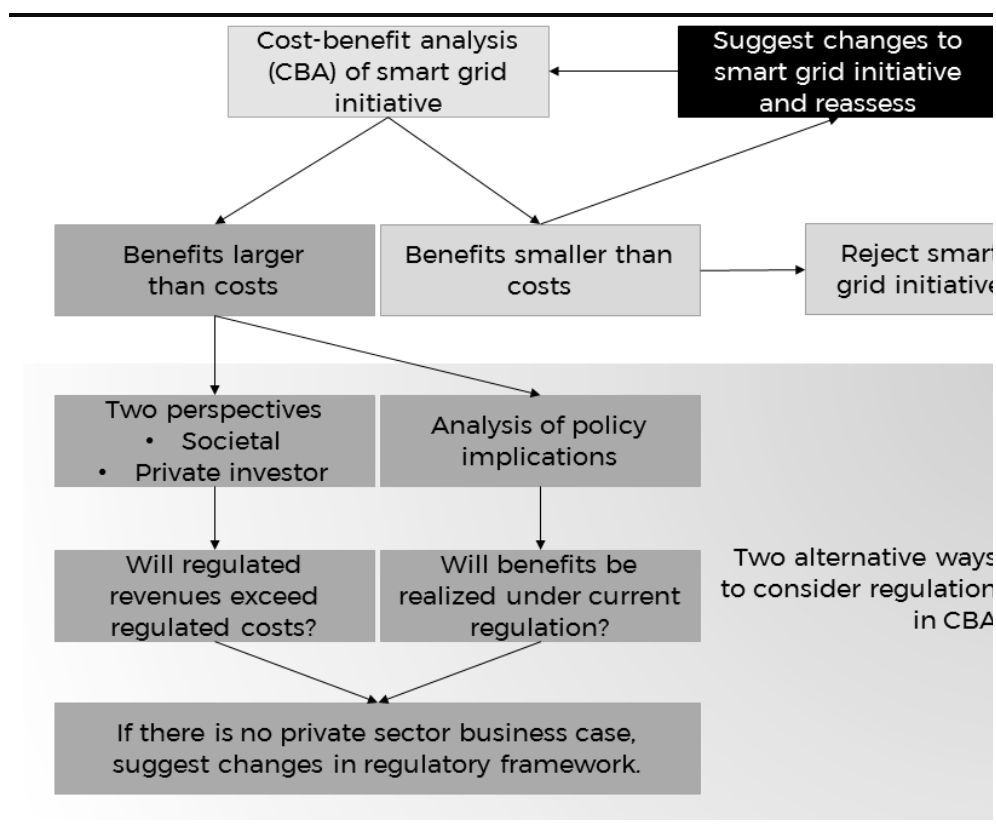 Cost-benefit analysis
(CBA) of smart grid
initiative
Suggest changes to
smart grid initiative
and reassess
Benefits larger
than costs
Benefits smaller than
costs
Reject smart
grid initiative
Two perspectives
• Societal
• Private investor
Analysis of policy
implications
Will regulated
revenues exceed
regulated costs?
Will benefits be
realized under current
regulation?
Two alternative ways
to consider regulation
in CBA
If there is no private sector business case,
suggest changes in regulatory framework.